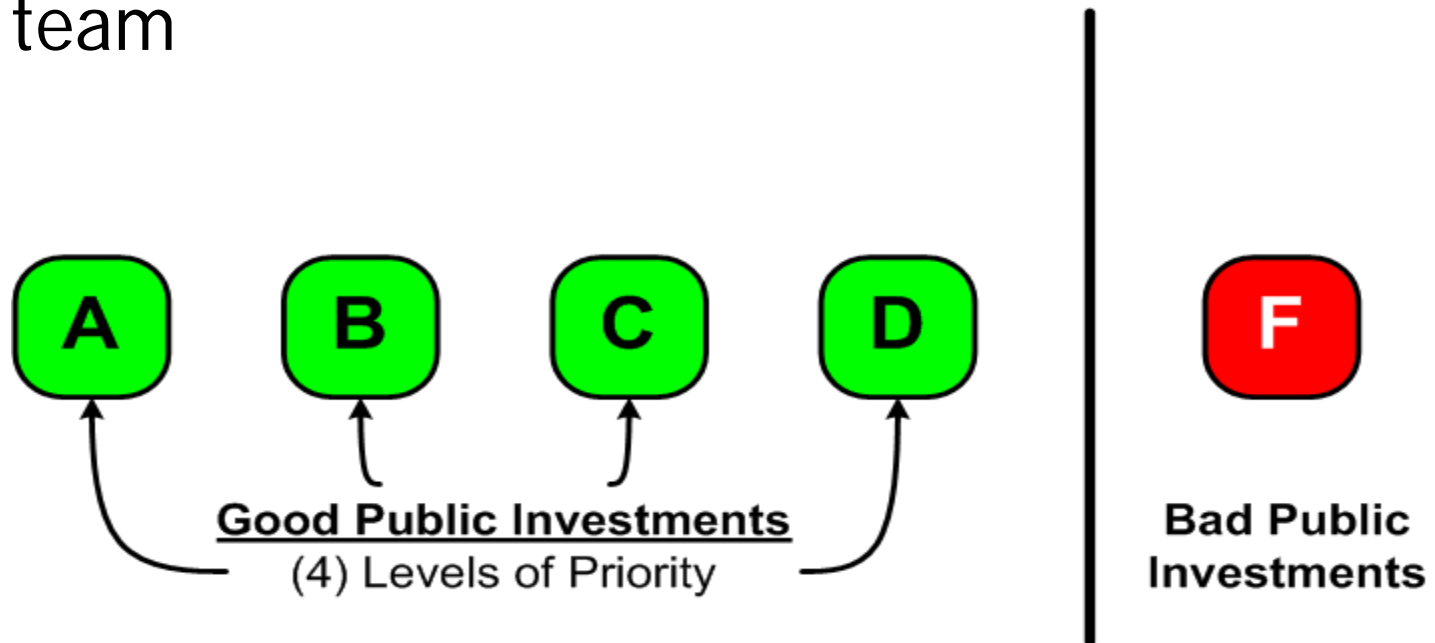 team
A
B
C
D
F
Good Public Investments
(4) Levels of Priority
Bad Public
Investments